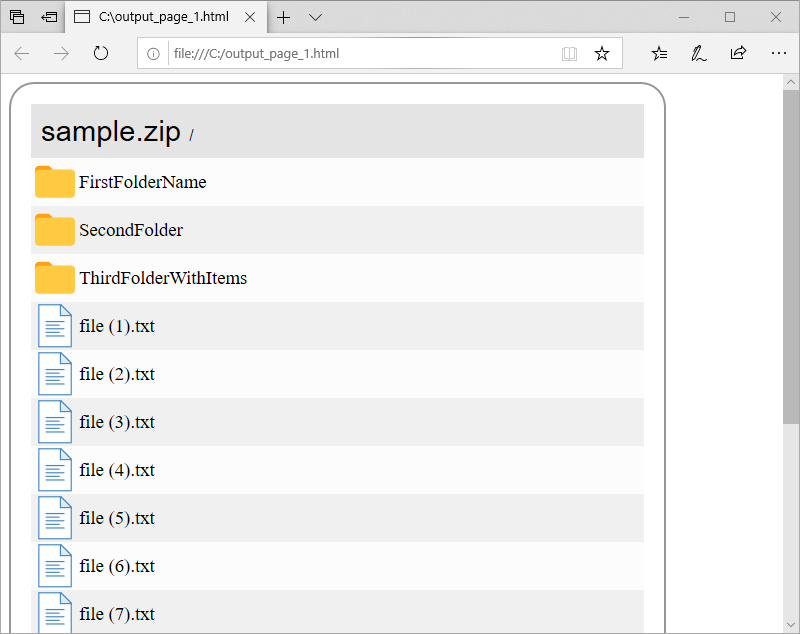 C:\output_page_1.html
file:///C:/output_page_1.html
sample.zip /
FirstFolderName
SecondFolder
ThirdFolderWithItems
file (1).txt
file (2).txt
file (3).txt
file (4).txt
file (5).txt
file (6).txt
file (7).txt